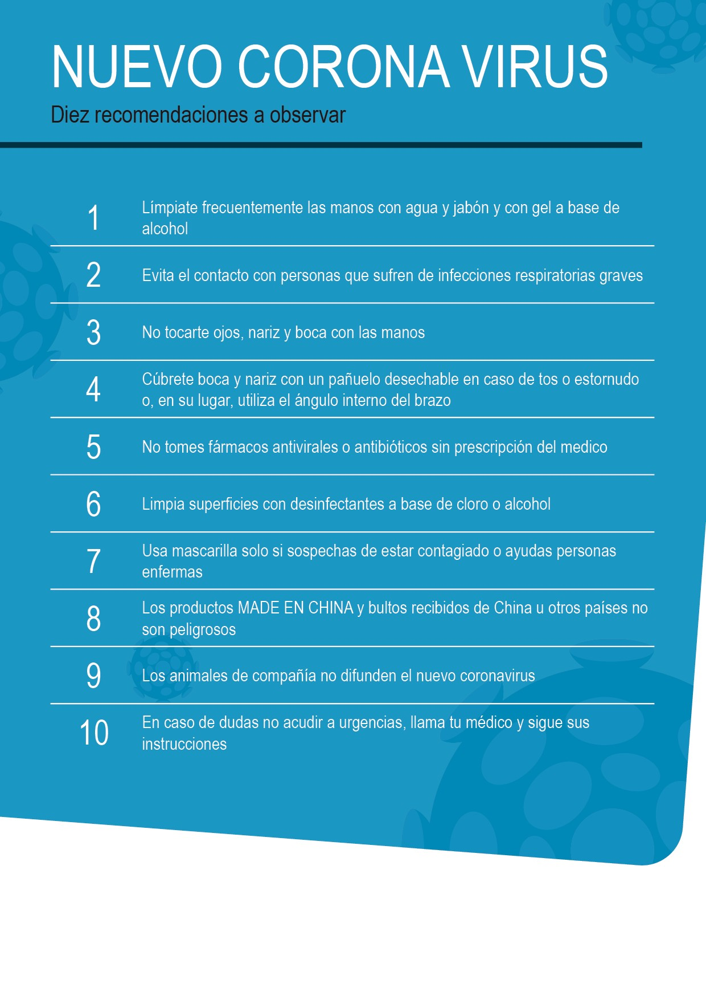 NUEVO CORONA VIRUS
Diez recomendaciones a observar
1
Límpiate frecuentemente las manos con agua y jabón y con gel a base de
alcohol
2
Evita el contacto con personas que sufren de infecciones respiratorias graves
3
No tocarte ojos, nariz y boca con las manos
4
Cúbrete boca y nariz con un pañuelo desechable en caso de tos o estornudo
o, en su lugar, utiliza el ángulo interno del brazo
5
No tomes fármacos antivirales o antibióticos sin prescripción del medico
6
Limpia superficies con desinfectantes a base de cloro o alcohol
7
Usa mascarilla solo si sospechas de estar contagiado o ayudas personas
enfermas
8
Los productos MADE EN CHINA y bultos recibidos de China u otros países no
son peligrosos
9
Los animales de compañía no difunden el nuevo coronavirus
10
En caso de dudas no acudir a urgencias, llama tu médico y sigue sus
instrucciones